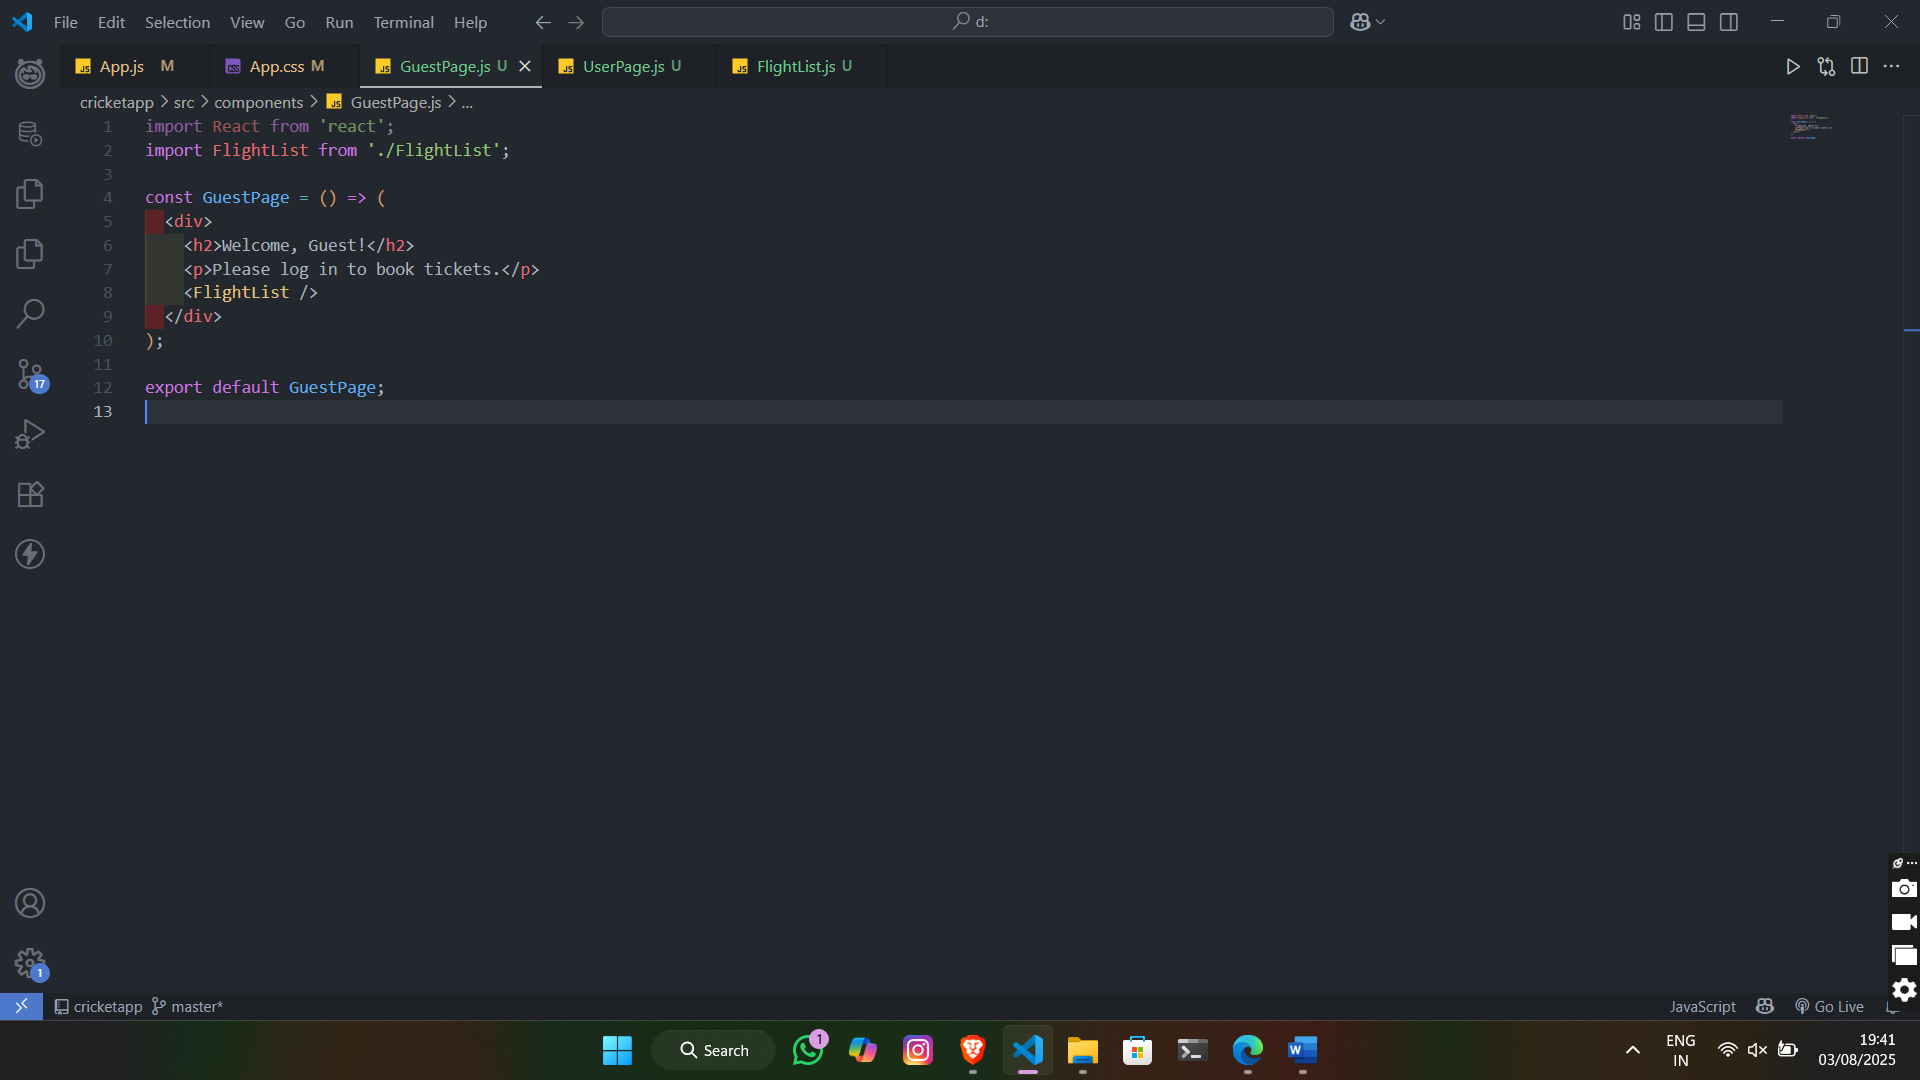 File Edit Selection View Go Run Terminal Help
d:
App.js M
App.css M
GuestPage.js U
UserPage.js U
FlightList.js U
cricketapp > src > components > GuestPage.js > ...
1 import React from 'react';
2 import FlightList from './FlightList';
3
4 const GuestPage = () => (
5 <div>
6 <h2>Welcome, Guest!</h2>
7 <p>Please log in to book tickets.</p>
8 <FlightList />
9 </div>
10 );
11
12 export default GuestPage;
13
17
1
cricketapp master*
JavaScript Go Live
Search
1
ENG
IN
19:41
03/08/2025